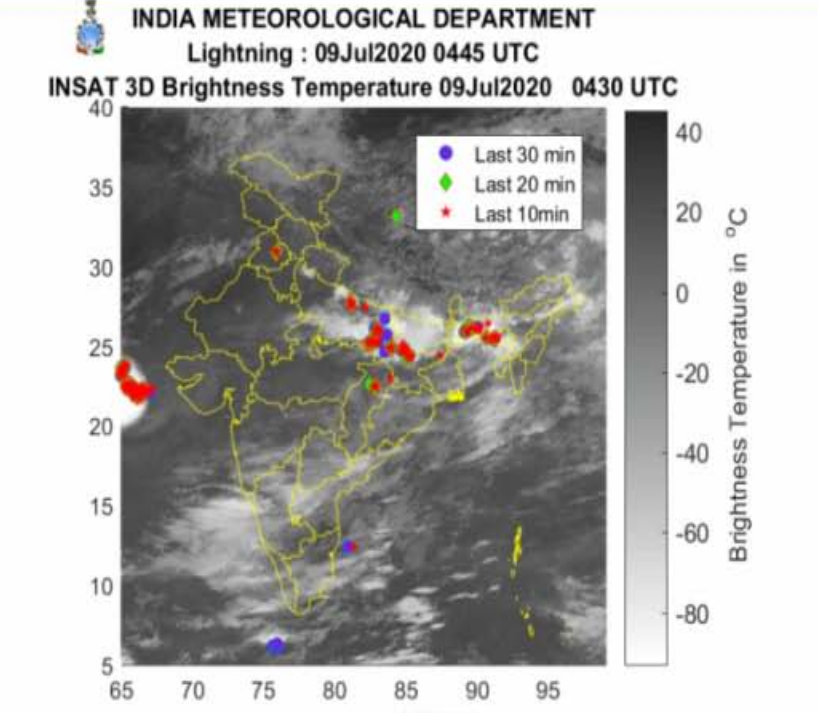 INDIA METEOROLOGICAL DEPARTMENT
Lightning : 09Jul2020 0445 UTC
INSAT 3D Brightness Temperature 09Jul2020 0430 UTC
Last 30 min
Last 20 min
Last 10min
40
35
30
25
20
15
10
5
65 70 75 80 85 90 95
40
20
0
-20
-40
-60
-80
Brightness Temperature in °C